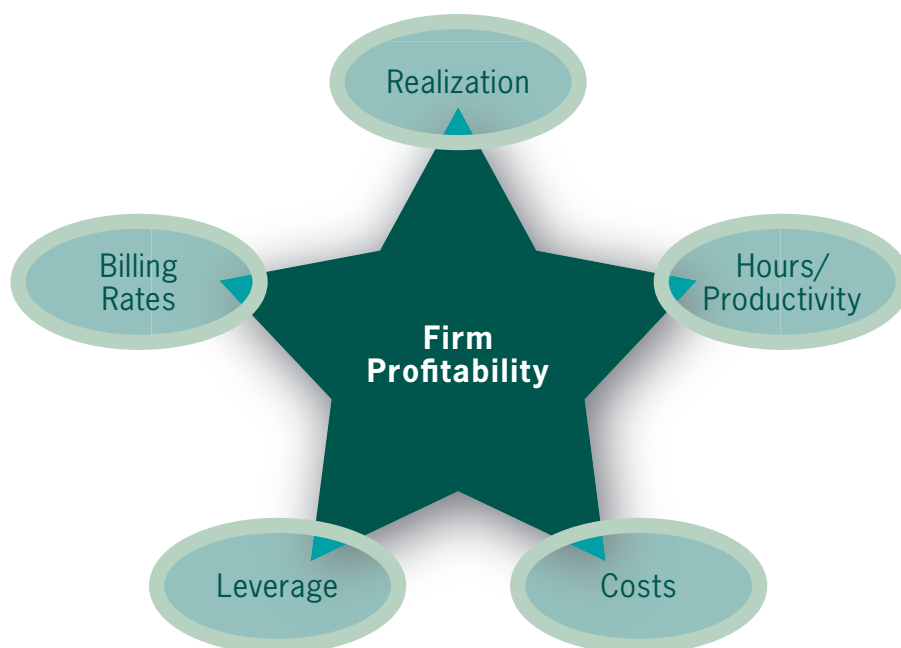 Realization
Billing
Rates
Hours/
Productivity
Firm
Profitability
Leverage
Costs